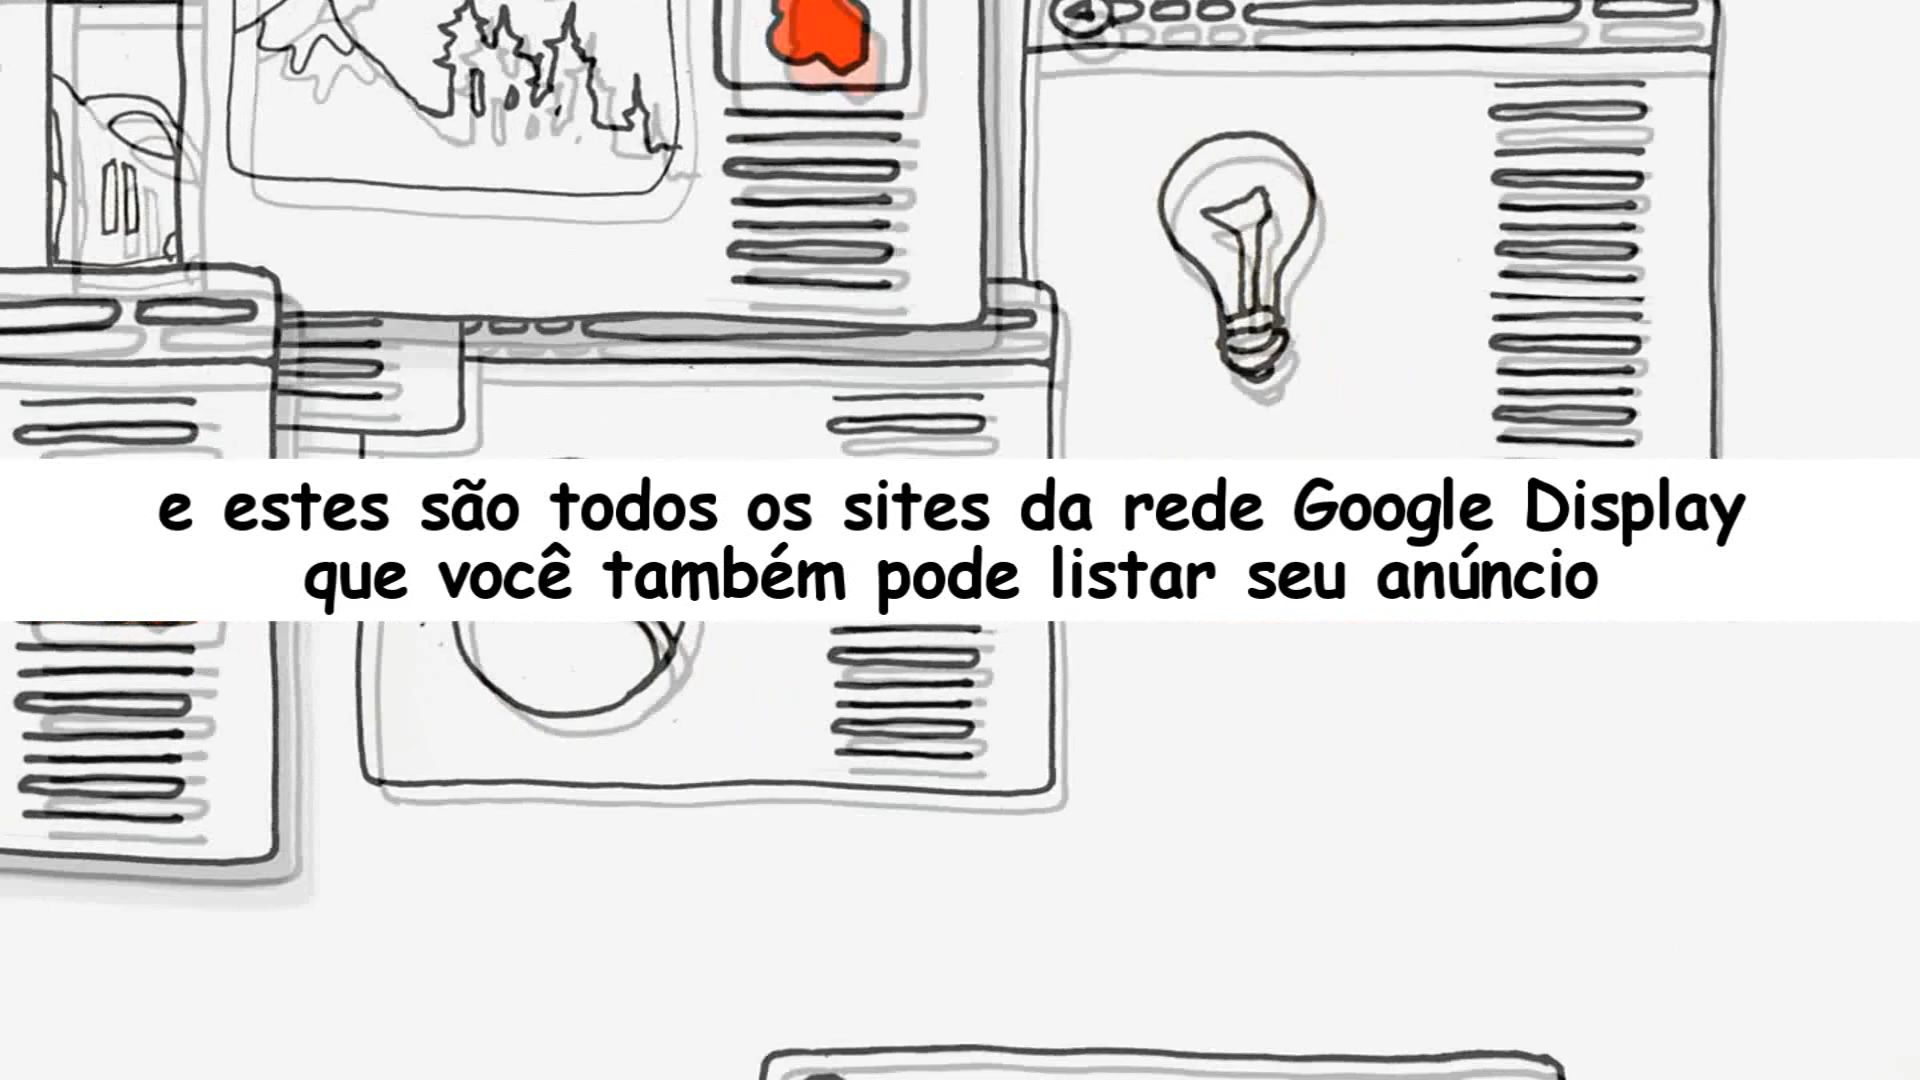 e estes são todos os sites da rede Google Display
que você também pode listar seu anúncio